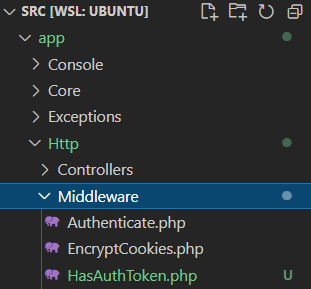 SRC [WSL: UBUNTU]
app
Console
Core
Exceptions
Http
Controllers
Middleware
Authenticate.php
EncryptCookies.php
HasAuthToken.php U